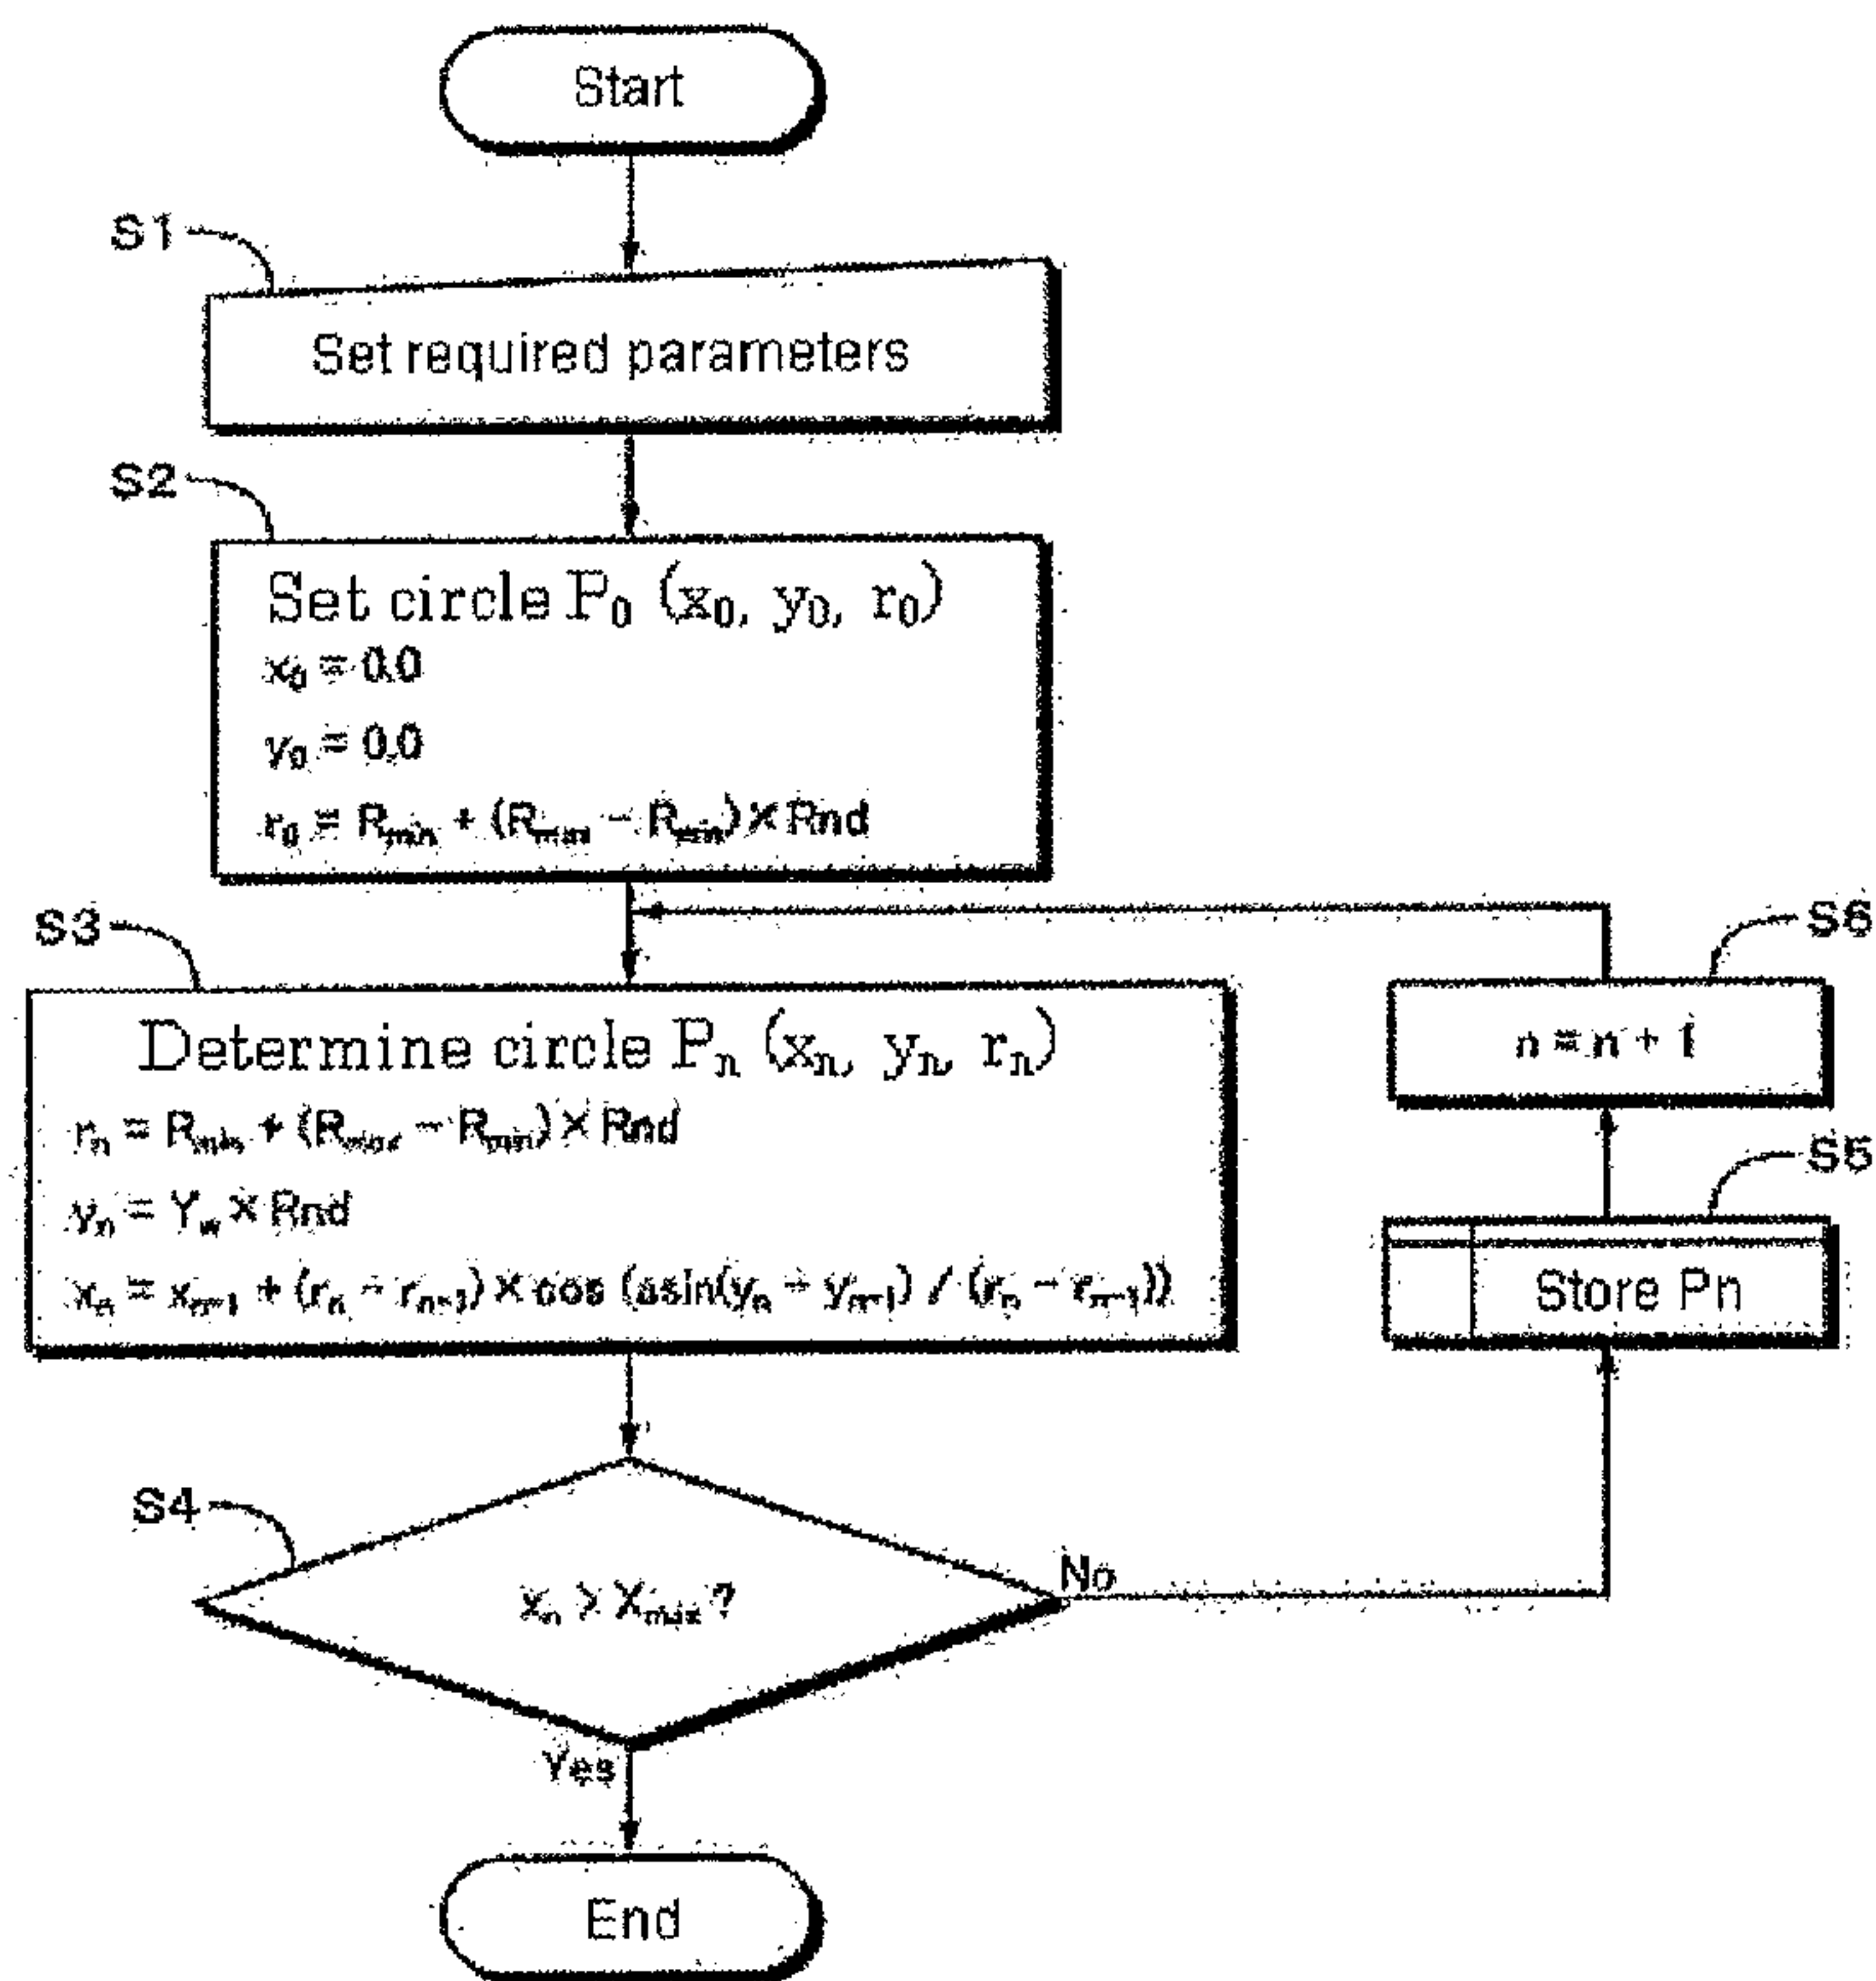 Start
S1
Set required parameters
S2
Set circle P₀ (x₀, y₀, r₀)
x₀ = 0.0
y₀ = 0.0
r₀ = Rmin + (Rmax − Rmin) × Rnd
S3
Determine circle Pₙ (xₙ, yₙ, rₙ)
rₙ = Rmin + (Rmax − Rmin) × Rnd
yₙ = Yw × Rnd
xₙ = xₙ₋₁ + (rₙ − rₙ₋₁) × cos (asin(yₙ − yₙ₋₁) / (rₙ − rₙ₋₁))
S6
n = n + 1
S5
Store Pn
S4
xₙ > Xmax ?
No
Yes
End